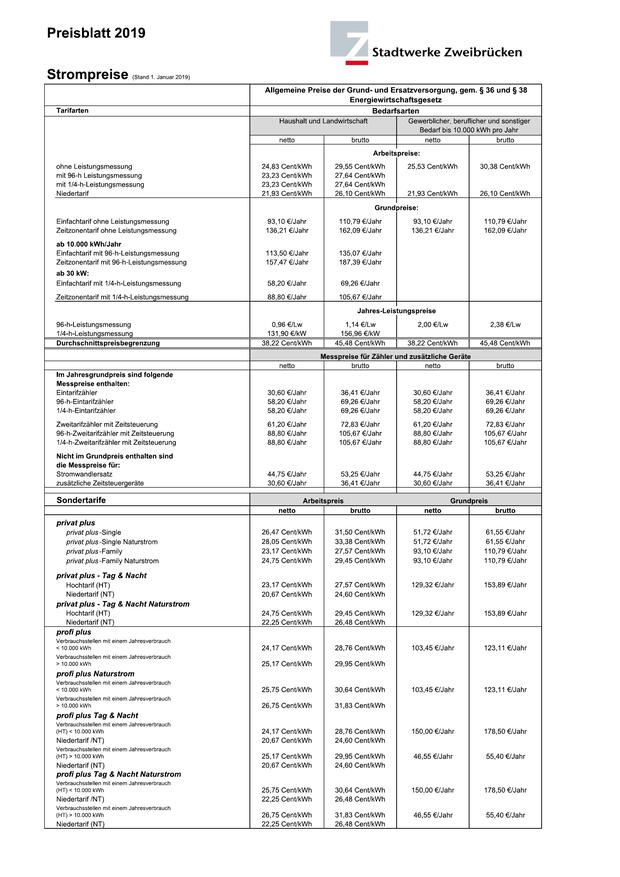 Preisblatt 2019
Z
Stadtwerke Zweibrücken
Strompreise (Stand 1. Januar 2019)
Allgemeine Preise der Grund- und Ersatzversorgung, gem. § 36 und § 38
Energiewirtschaftsgesetz
Tarifarten Bedarfsarten
Haushalt und Landwirtschaft Gewerblicher, beruflicher und sonstiger
Bedarf bis 10.000 kWh pro Jahr
netto brutto netto brutto
Arbeitspreise:
ohne Leistungsmessung 24,83 Cent/kWh 29,55 Cent/kWh 25,53 Cent/kWh 30,38 Cent/kWh
mit 96-h Leistungsmessung 23,23 Cent/kWh 27,64 Cent/kWh
mit 1/4-h-Leistungsmessung 23,23 Cent/kWh 27,64 Cent/kWh
Niedertarif 21,93 Cent/kWh 26,10 Cent/kWh 21,93 Cent/kWh 26,10 Cent/kWh
Grundpreise:
Einfachtarif ohne Leistungsmessung 93,10 €/Jahr 110,79 €/Jahr 93,10 €/Jahr 110,79 €/Jahr
Zeitzonentarif ohne Leistungsmessung 136,21 €/Jahr 162,09 €/Jahr 136,21 €/Jahr 162,09 €/Jahr
ab 10.000 kWh/Jahr
Einfachtarif mit 96-h-Leistungsmessung 113,50 €/Jahr 135,07 €/Jahr
Zeitzonentarif mit 96-h-Leistungsmessung 157,47 €/Jahr 187,39 €/Jahr
ab 30 kW:
Einfachtarif mit 1/4-h-Leistungsmessung 58,20 €/Jahr 69,26 €/Jahr
Zeitzonentarif mit 1/4-h-Leistungsmessung 88,80 €/Jahr 105,67 €/Jahr
Jahres-Leistungspreise
96-h-Leistungsmessung 0,96 €/Lw 1,14 €/Lw 2,00 €/Lw 2,38 €/Lw
1/4-h-Leistungsmessung 131,90 €/kW 156,96 €/kW
Durchschnittspreisbegrenzung 38,22 Cent/kWh 45,48 Cent/kWh 38,22 Cent/kWh 45,48 Cent/kWh
Messpreise für Zähler und zusätzliche Geräte
netto brutto netto brutto
Im Jahresgrundpreis sind folgende
Messpreise enthalten:
Eintarifzähler 30,60 €/Jahr 36,41 €/Jahr 30,60 €/Jahr 36,41 €/Jahr
96-h-Eintarifzähler 58,20 €/Jahr 69,26 €/Jahr 58,20 €/Jahr 69,26 €/Jahr
1/4-h-Eintarifzähler 58,20 €/Jahr 69,26 €/Jahr 58,20 €/Jahr 69,26 €/Jahr
Zweitarifzähler mit Zeitsteuerung 61,20 €/Jahr 72,83 €/Jahr 61,20 €/Jahr 72,83 €/Jahr
96-h-Zweitarifzähler mit Zeitsteuerung 88,80 €/Jahr 105,67 €/Jahr 88,80 €/Jahr 105,67 €/Jahr
1/4-h-Zweitarifzähler mit Zeitsteuerung 88,80 €/Jahr 105,67 €/Jahr 88,80 €/Jahr 105,67 €/Jahr
Nicht im Grundpreis enthalten sind
die Messpreise für:
Stromwandlersatz 44,75 €/Jahr 53,25 €/Jahr 44,75 €/Jahr 53,25 €/Jahr
zusätzliche Zeitsteuergeräte 30,60 €/Jahr 36,41 €/Jahr 30,60 €/Jahr 36,41 €/Jahr
Sondertarife Arbeitspreis Grundpreis
netto brutto netto brutto
privat plus
privat plus-Single 26,47 Cent/kWh 31,50 Cent/kWh 51,72 €/Jahr 61,55 €/Jahr
privat plus-Single Naturstrom 28,05 Cent/kWh 33,38 Cent/kWh 51,72 €/Jahr 61,55 €/Jahr
privat plus-Family 23,17 Cent/kWh 27,57 Cent/kWh 93,10 €/Jahr 110,79 €/Jahr
privat plus-Family Naturstrom 24,75 Cent/kWh 29,45 Cent/kWh 93,10 €/Jahr 110,79 €/Jahr
privat plus - Tag & Nacht
Hochtarif (HT) 23,17 Cent/kWh 27,57 Cent/kWh 129,32 €/Jahr 153,89 €/Jahr
Niedertarif (NT) 20,67 Cent/kWh 24,60 Cent/kWh
privat plus - Tag & Nacht Naturstrom
Hochtarif (HT) 24,75 Cent/kWh 29,45 Cent/kWh 129,32 €/Jahr 153,89 €/Jahr
Niedertarif (NT) 22,25 Cent/kWh 26,48 Cent/kWh
profi plus
Verbrauchsstellen mit einem Jahresverbrauch
< 10.000 kWh 24,17 Cent/kWh 28,76 Cent/kWh 103,45 €/Jahr 123,11 €/Jahr
Verbrauchsstellen mit einem Jahresverbrauch
> 10.000 kWh 25,17 Cent/kWh 29,95 Cent/kWh
profi plus Naturstrom
Verbrauchsstellen mit einem Jahresverbrauch
< 10.000 kWh 25,75 Cent/kWh 30,64 Cent/kWh 103,45 €/Jahr 123,11 €/Jahr
Verbrauchsstellen mit einem Jahresverbrauch
> 10.000 kWh 26,75 Cent/kWh 31,83 Cent/kWh
profi plus Tag & Nacht
Verbrauchsstellen mit einem Jahresverbrauch
(HT) < 10.000 kWh 24,17 Cent/kWh 28,76 Cent/kWh 150,00 €/Jahr 178,50 €/Jahr
Niedertarif /NT) 20,67 Cent/kWh 24,60 Cent/kWh
Verbrauchsstellen mit einem Jahresverbrauch
(HT) > 10.000 kWh 25,17 Cent/kWh 29,95 Cent/kWh 46,55 €/Jahr 55,40 €/Jahr
Niedertarif (NT) 20,67 Cent/kWh 24,60 Cent/kWh
profi plus Tag & Nacht Naturstrom
Verbrauchsstellen mit einem Jahresverbrauch
(HT) < 10.000 kWh 25,75 Cent/kWh 30,64 Cent/kWh 150,00 €/Jahr 178,50 €/Jahr
Niedertarif /NT) 22,25 Cent/kWh 26,48 Cent/kWh
Verbrauchsstellen mit einem Jahresverbrauch
(HT) > 10.000 kWh 26,75 Cent/kWh 31,83 Cent/kWh 46,55 €/Jahr 55,40 €/Jahr
Niedertarif (NT) 22,25 Cent/kWh 26,48 Cent/kWh